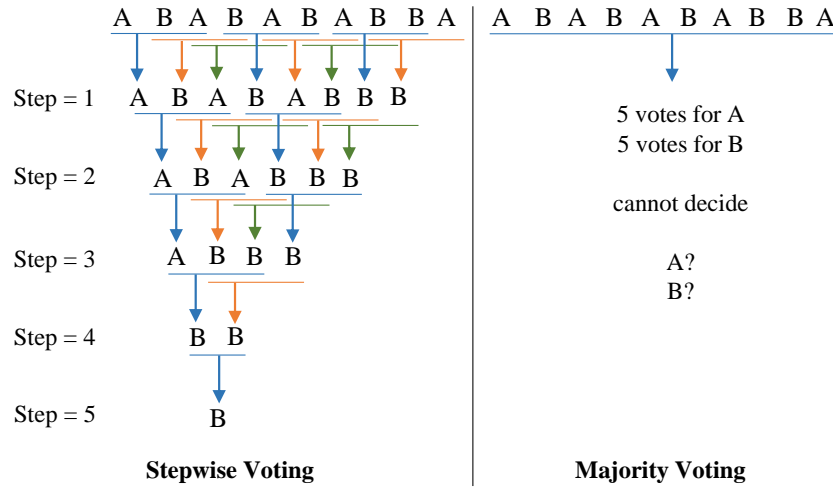 A B A B A B A B B A
Step = 1 A B A B A B B B
Step = 2 A B A B B B
Step = 3 A B B B
Step = 4 B B
Step = 5 B
Stepwise Voting
A B A B A B A B B A
5 votes for A
5 votes for B
cannot decide
A?
B?
Majority Voting